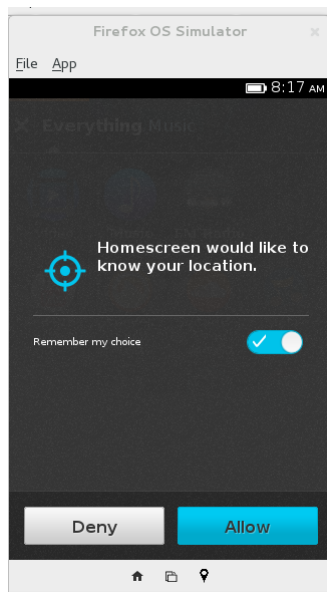 Firefox OS Simulator
File App
8:17 AM
Everything Music
Homescreen would like to
know your location.
Remember my choice
Deny
Allow